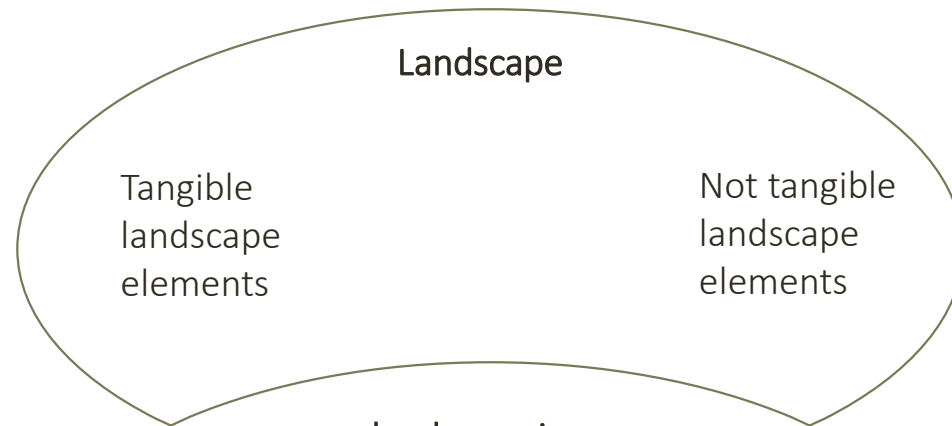 Landscape
Tangible
landscape
elements
Not tangible
landscape
elements